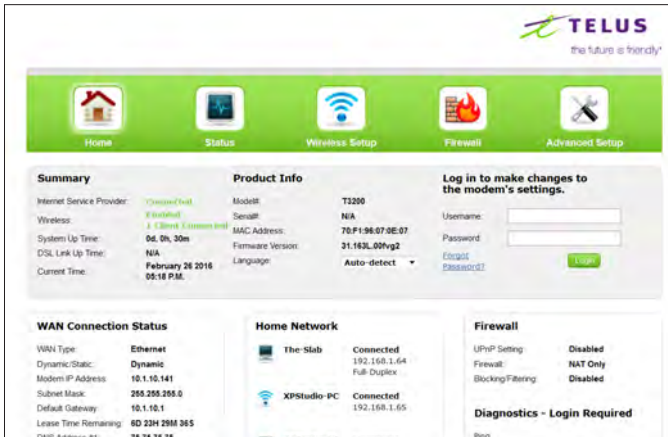 TELUS
the future is friendly®
Home
Status
Wireless Setup
Firewall
Advanced Setup
Summary
Internet Service Provider: Connected
Wireless: Enabled
1 Client Connected
System Up Time: 0d, 0h, 30m
DSL Link Up Time: N/A
Current Time: February 26 2016
05:18 P.M.
Product Info
Model#: T3200
Serial#: N/A
MAC Address: 70:F1:96:07:0E:07
Firmware Version: 31.163L.00fvg2
Language: Auto-detect
Log in to make changes to
the modem's settings.
Username:
Password:
Forgot
Password?
Login
WAN Connection Status
WAN Type: Ethernet
Dynamic/Static: Dynamic
Modem IP Address: 10.1.10.141
Subnet Mask: 255.255.255.0
Default Gateway: 10.1.10.1
Lease Time Remaining: 6D 23H 29M 36S
Home Network
The-Slab Connected
192.168.1.64
Full-Duplex
XPStudio-PC Connected
192.168.1.65
Firewall
UPnP Setting: Disabled
Firewall: NAT Only
Blocking/Filtering: Disabled
Diagnostics - Login Required